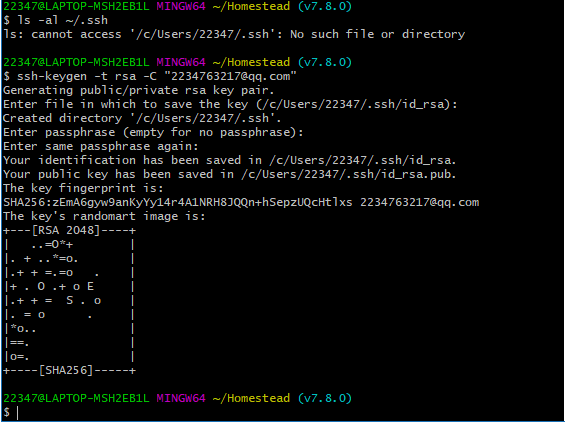 22347@LAPTOP-MSH2EB1L MINGW64 ~/Homestead (v7.8.0)
$ ls -al ~/.ssh
ls: cannot access '/c/Users/22347/.ssh': No such file or directory
22347@LAPTOP-MSH2EB1L MINGW64 ~/Homestead (v7.8.0)
$ ssh-keygen -t rsa -C "2234763217@qq.com"
Generating public/private rsa key pair.
Enter file in which to save the key (/c/Users/22347/.ssh/id_rsa):
Created directory '/c/Users/22347/.ssh'.
Enter passphrase (empty for no passphrase):
Enter same passphrase again:
Your identification has been saved in /c/Users/22347/.ssh/id_rsa.
Your public key has been saved in /c/Users/22347/.ssh/id_rsa.pub.
The key fingerprint is:
SHA256:zEmA6gyw9anKyYy14r4A1NRH8JQQn+hSepzUQcHtlxs 2234763217@qq.com
The key's randomart image is:
+---[RSA 2048]----+
|   ..=O*+        |
|. + ..*=o.       |
|.+ + =.=o   .    |
|+ . O .+ o E     |
|.+ + =  S . o    |
|. = o      .     |
|*o..             |
|==.              |
|o=.              |
+----[SHA256]-----+
22347@LAPTOP-MSH2EB1L MINGW64 ~/Homestead (v7.8.0)
$